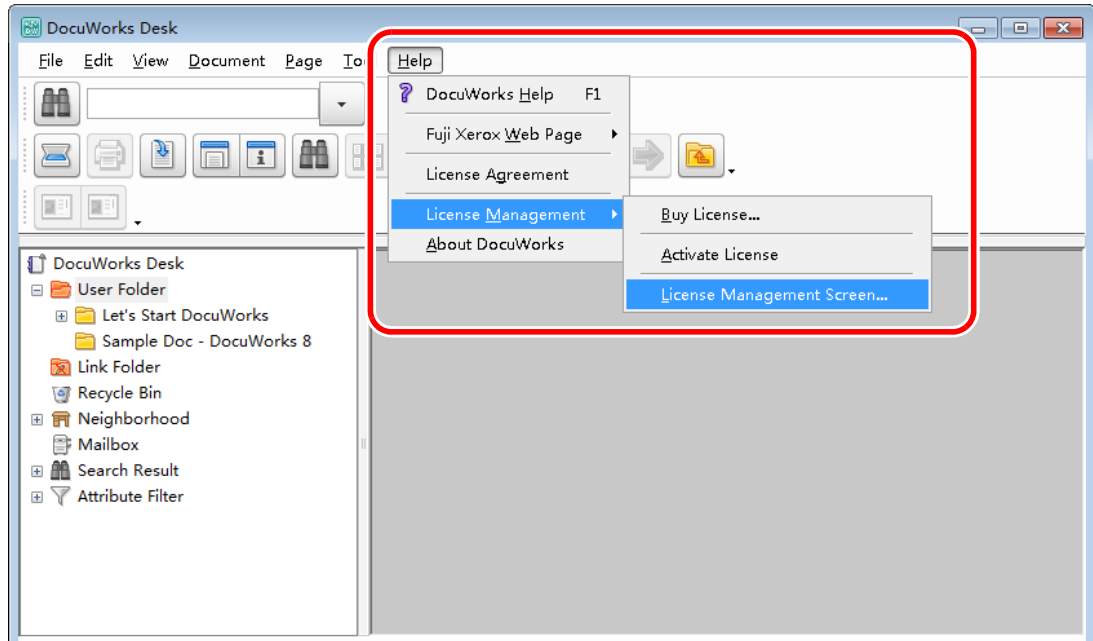 DocuWorks Desk
File Edit View Document Page To Help
DocuWorks Help F1
Fuji Xerox Web Page
License Agreement
License Management
About DocuWorks
Buy License...
Activate License
License Management Screen...
DocuWorks Desk
User Folder
Let's Start DocuWorks
Sample Doc - DocuWorks 8
Link Folder
Recycle Bin
Neighborhood
Mailbox
Search Result
Attribute Filter